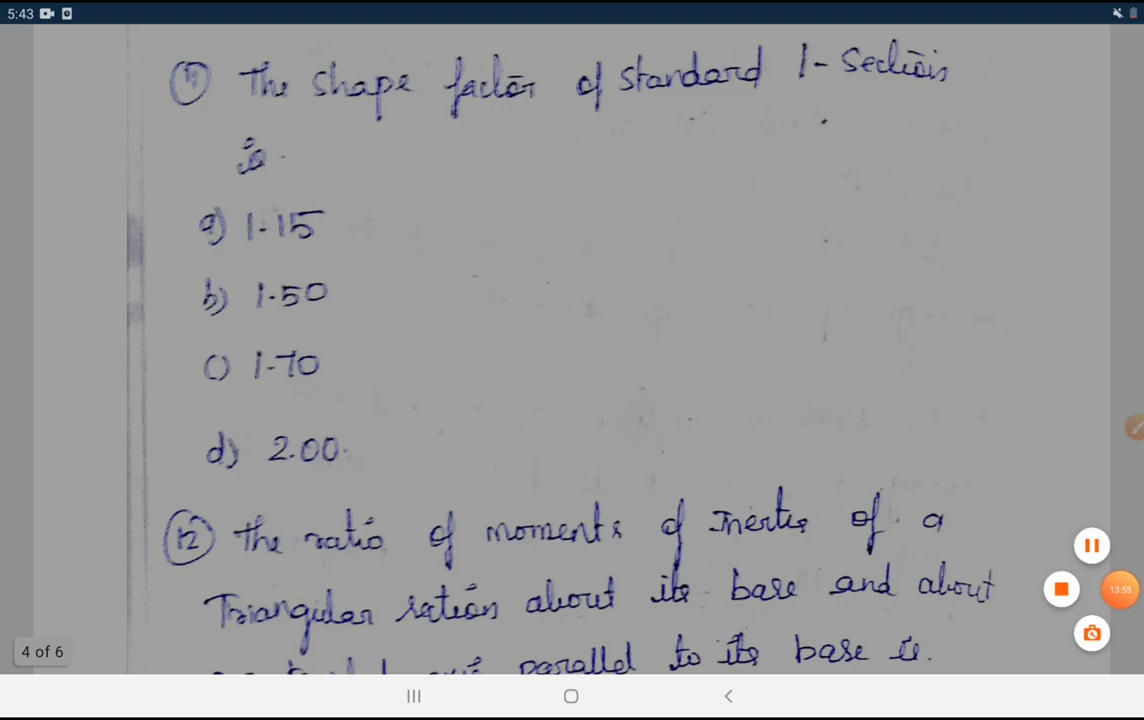 5:43
11 The shape factor of standard I-Section
is.
a) 1.15
b) 1.50
c) 1.70
d) 2.00.
12 The ratio of moments of Inertia of a
Triangular section about its base and about
parallel to its base is.
4 of 6
13:55